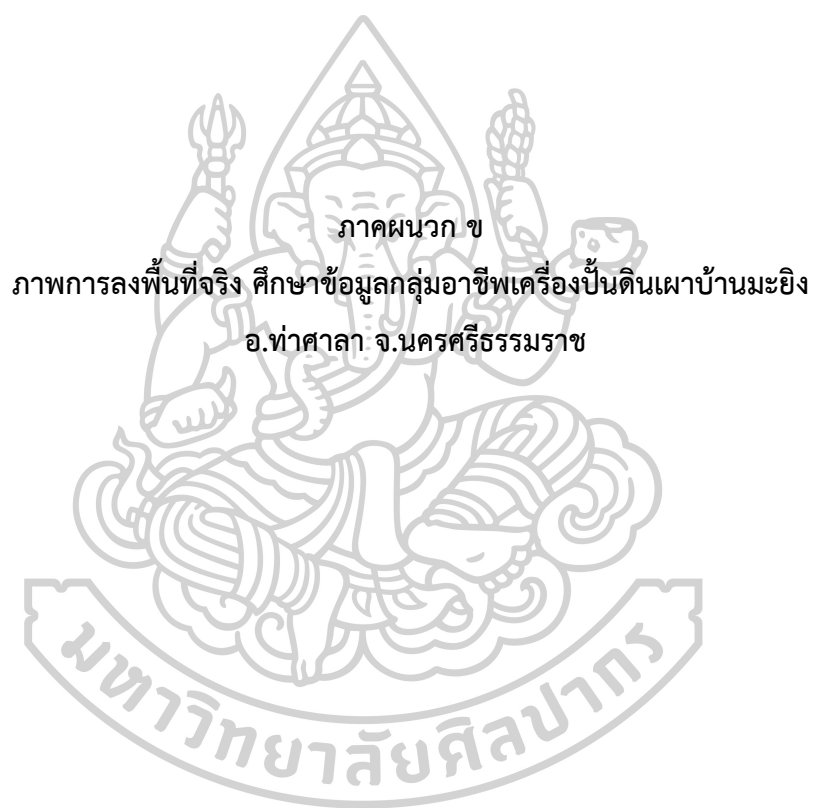 ภาคผนวก ข
ภาพการลงพื้นที่จริง ศึกษาข้อมูลกลุ่มอาชีพเครื่องปั้นดินเผาบ้านมะยิง
อ.ท่าศาลา จ.นครศรีธรรมราช
มหาวิทยาลัยศิลปากร